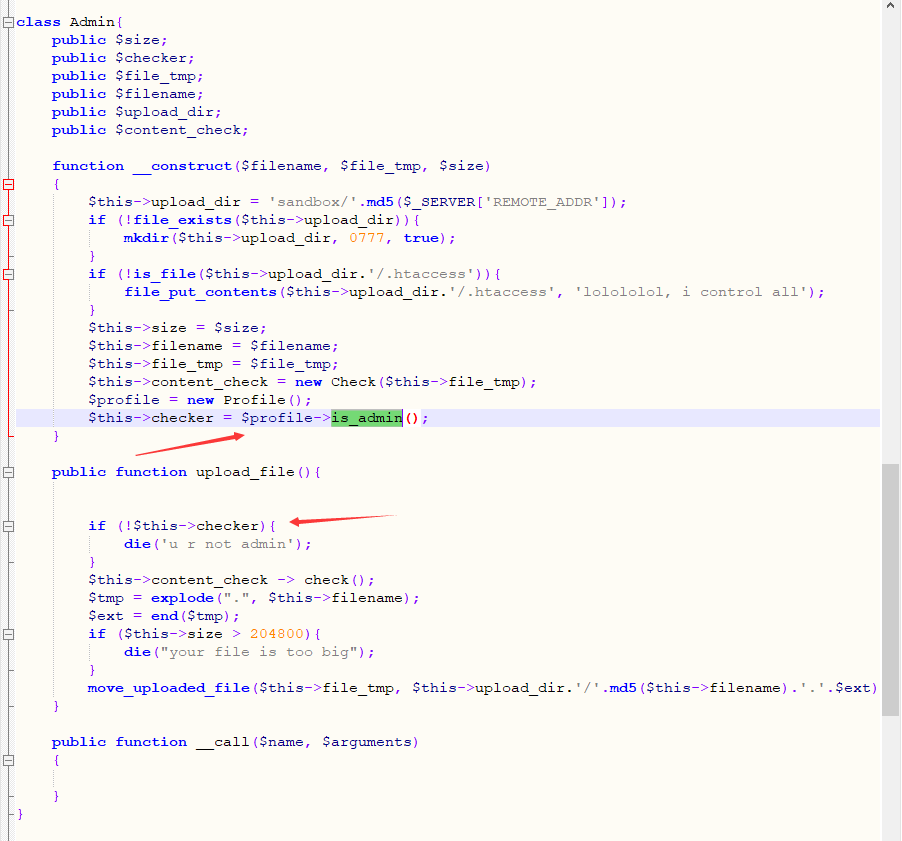 class Admin{
    public $size;
    public $checker;
    public $file_tmp;
    public $filename;
    public $upload_dir;
    public $content_check;
    function __construct($filename, $file_tmp, $size)
    {
        $this->upload_dir = 'sandbox/'.md5($_SERVER['REMOTE_ADDR']);
        if (!file_exists($this->upload_dir)){
            mkdir($this->upload_dir, 0777, true);
        }
        if (!is_file($this->upload_dir.'/.htaccess')){
            file_put_contents($this->upload_dir.'/.htaccess', 'lolololol, i control all');
        }
        $this->size = $size;
        $this->filename = $filename;
        $this->file_tmp = $file_tmp;
        $this->content_check = new Check($this->file_tmp);
        $profile = new Profile();
        $this->checker = $profile->is_admin();
    }
    public function upload_file(){
        if (!$this->checker){
            die('u r not admin');
        }
        $this->content_check -> check();
        $tmp = explode(".", $this->filename);
        $ext = end($tmp);
        if ($this->size > 204800){
            die("your file is too big");
        }
        move_uploaded_file($this->file_tmp, $this->upload_dir.'/'.md5($this->filename).'.'.$ext)
    }
    public function __call($name, $arguments)
    {
    }
}